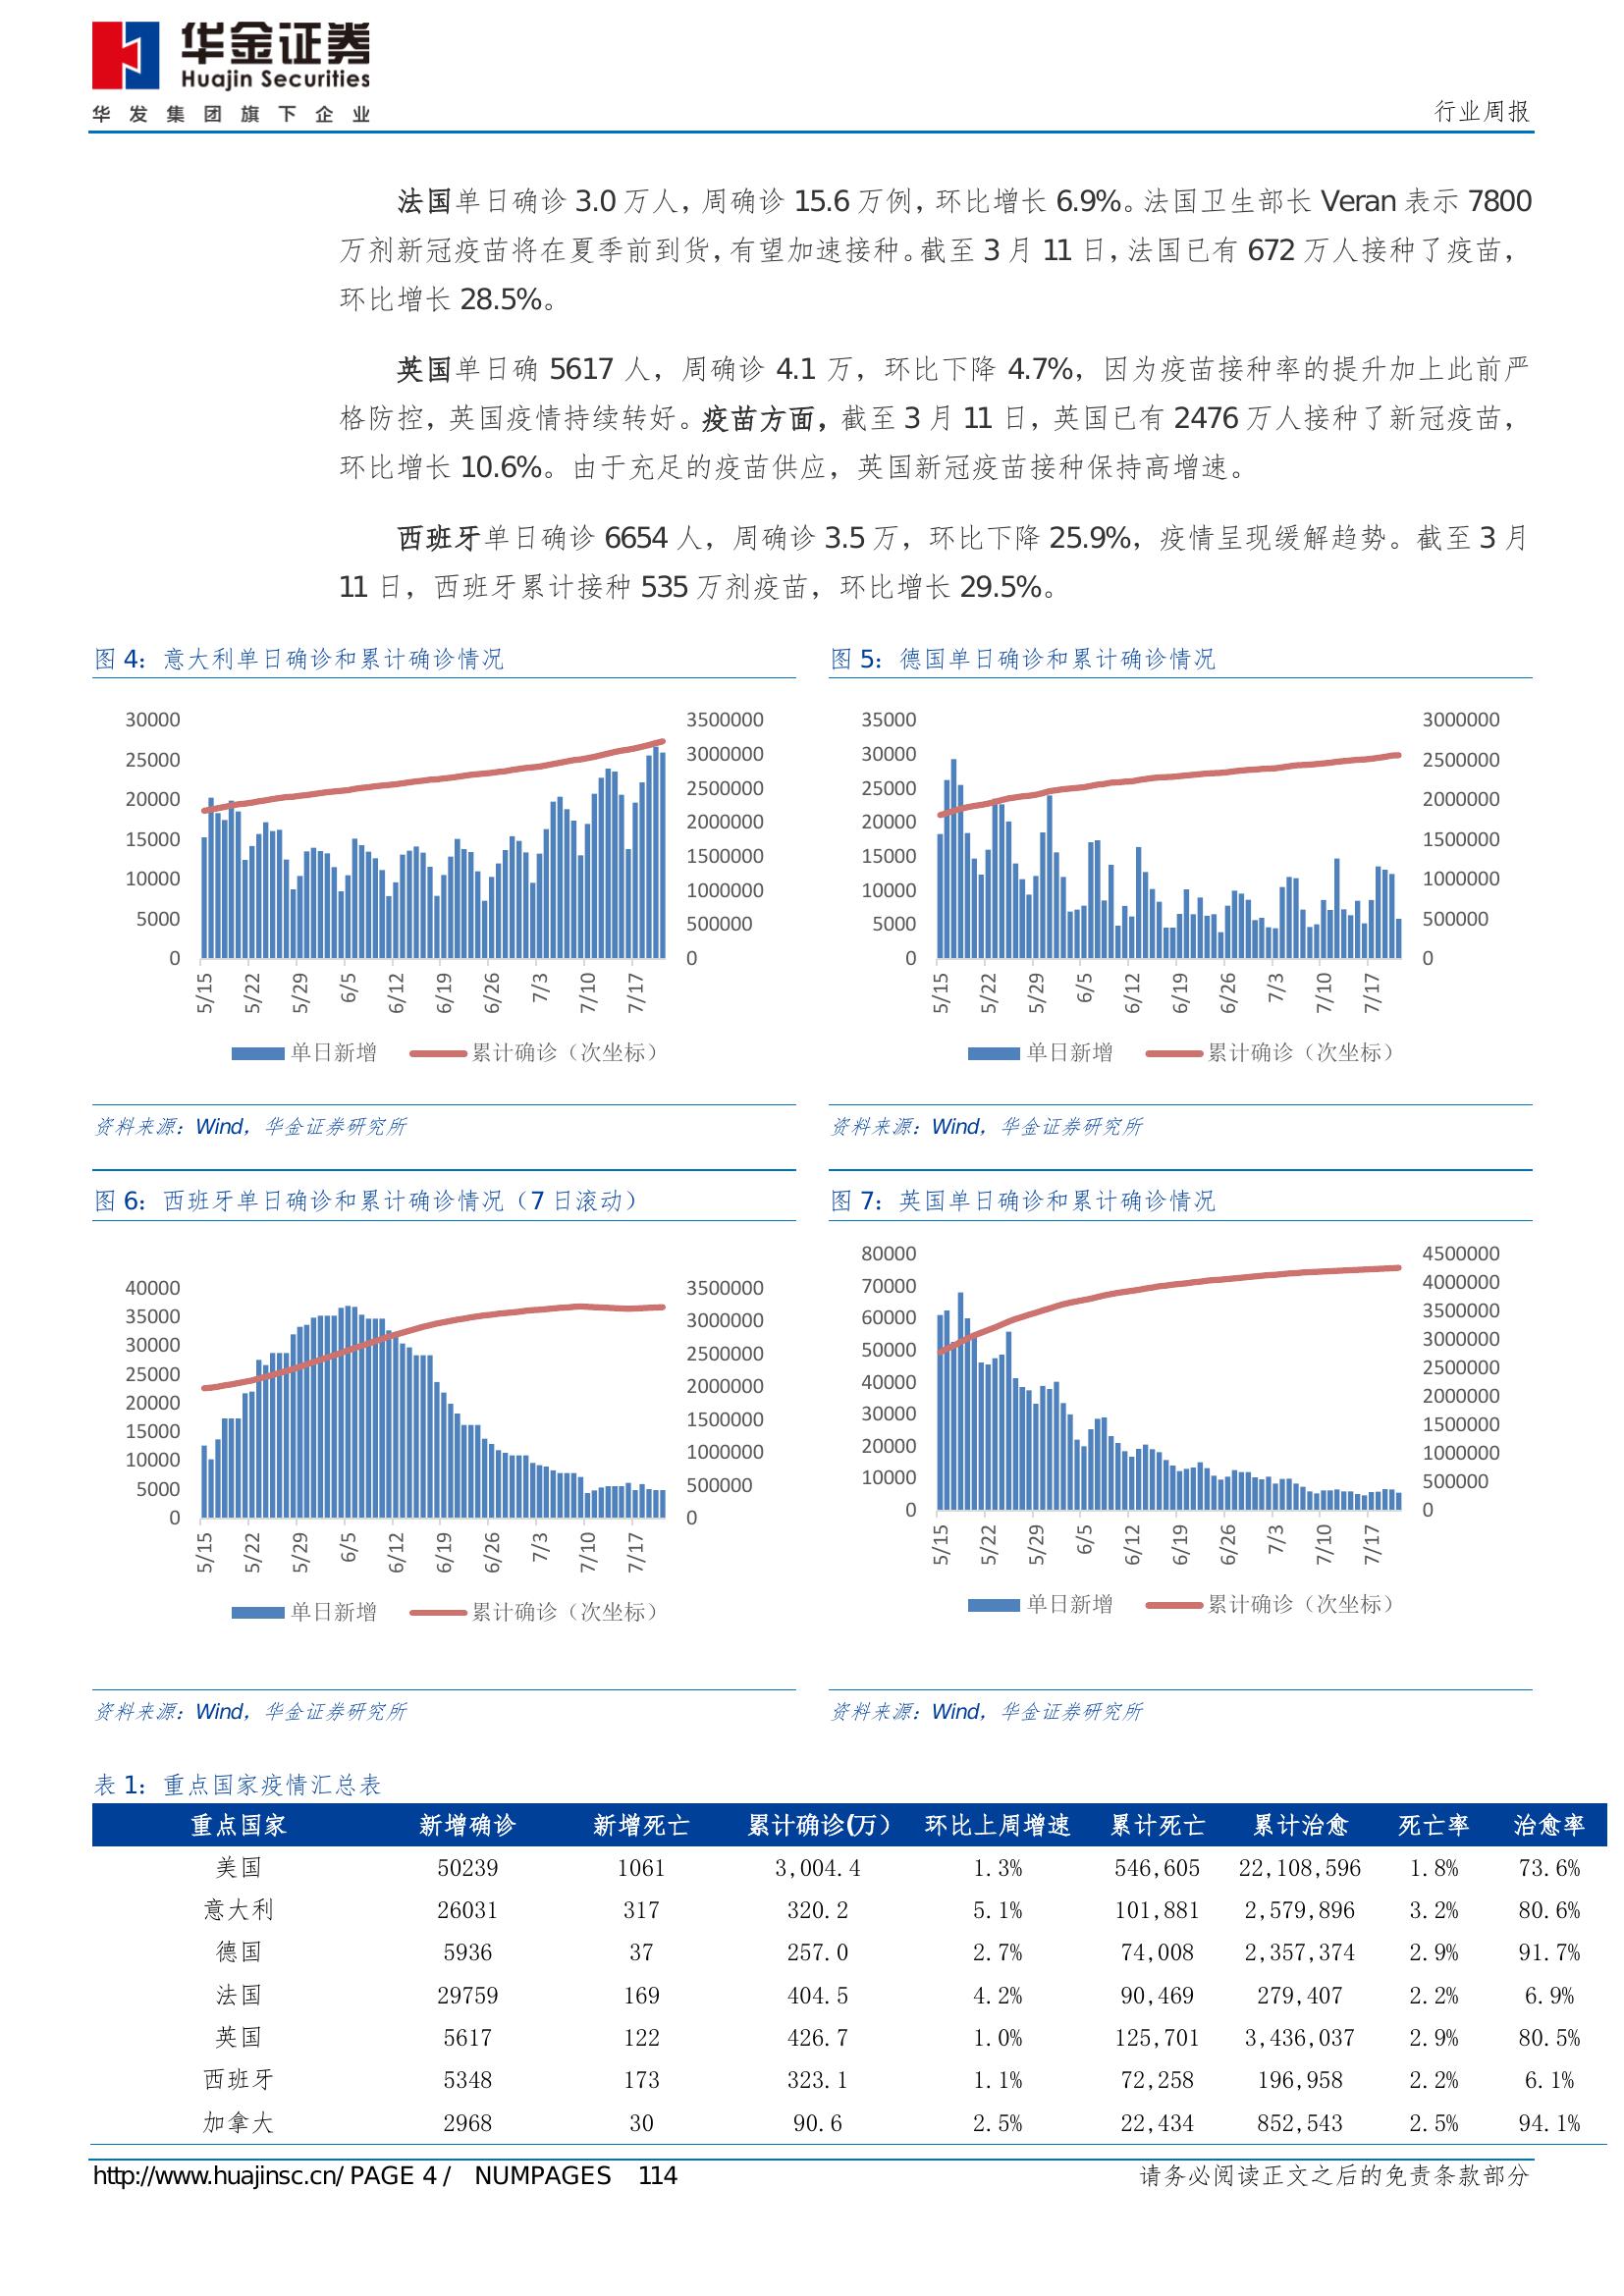 华金证券
Huajin Securities
华发集团旗下企业
行业周报
法国单日确诊 3.0 万人，周确诊 15.6 万例，环比增长 6.9%。法国卫生部长 Veran 表示 7800
万剂新冠疫苗将在夏季前到货，有望加速接种。截至 3 月 11 日，法国已有 672 万人接种了疫苗，
环比增长 28.5%。
英国单日确 5617 人，周确诊 4.1 万，环比下降 4.7%，因为疫苗接种率的提升加上此前严
格防控，英国疫情持续转好。疫苗方面，截至 3 月 11 日，英国已有 2476 万人接种了新冠疫苗，
环比增长 10.6%。由于充足的疫苗供应，英国新冠疫苗接种保持高增速。
西班牙单日确诊 6654 人，周确诊 3.5 万，环比下降 25.9%，疫情呈现缓解趋势。截至 3 月
11 日，西班牙累计接种 535 万剂疫苗，环比增长 29.5%。
图 4：意大利单日确诊和累计确诊情况
30000
25000
20000
15000
10000
5000
0
3500000
3000000
2500000
2000000
1500000
1000000
500000
0
5/15 5/22 5/29 6/5 6/12 6/19 6/26 7/3 7/10 7/17
单日新增 累计确诊（次坐标）
资料来源：Wind，华金证券研究所
图 5：德国单日确诊和累计确诊情况
35000
30000
25000
20000
15000
10000
5000
0
3000000
2500000
2000000
1500000
1000000
500000
0
5/15 5/22 5/29 6/5 6/12 6/19 6/26 7/3 7/10 7/17
单日新增 累计确诊（次坐标）
资料来源：Wind，华金证券研究所
图 6：西班牙单日确诊和累计确诊情况（7 日滚动）
40000
35000
30000
25000
20000
15000
10000
5000
0
3500000
3000000
2500000
2000000
1500000
1000000
500000
0
5/15 5/22 5/29 6/5 6/12 6/19 6/26 7/3 7/10 7/17
单日新增 累计确诊（次坐标）
资料来源：Wind，华金证券研究所
图 7：英国单日确诊和累计确诊情况
80000
70000
60000
50000
40000
30000
20000
10000
0
4500000
4000000
3500000
3000000
2500000
2000000
1500000
1000000
500000
0
5/15 5/22 5/29 6/5 6/12 6/19 6/26 7/3 7/10 7/17
单日新增 累计确诊（次坐标）
资料来源：Wind，华金证券研究所
表 1：重点国家疫情汇总表
重点国家 新增确诊 新增死亡 累计确诊(万） 环比上周增速 累计死亡 累计治愈 死亡率 治愈率
美国 50239 1061 3,004.4 1.3% 546,605 22,108,596 1.8% 73.6%
意大利 26031 317 320.2 5.1% 101,881 2,579,896 3.2% 80.6%
德国 5936 37 257.0 2.7% 74,008 2,357,374 2.9% 91.7%
法国 29759 169 404.5 4.2% 90,469 279,407 2.2% 6.9%
英国 5617 122 426.7 1.0% 125,701 3,436,037 2.9% 80.5%
西班牙 5348 173 323.1 1.1% 72,258 196,958 2.2% 6.1%
加拿大 2968 30 90.6 2.5% 22,434 852,543 2.5% 94.1%
http://www.huajinsc.cn/ PAGE 4 / NUMPAGES 114
请务必阅读正文之后的免责条款部分